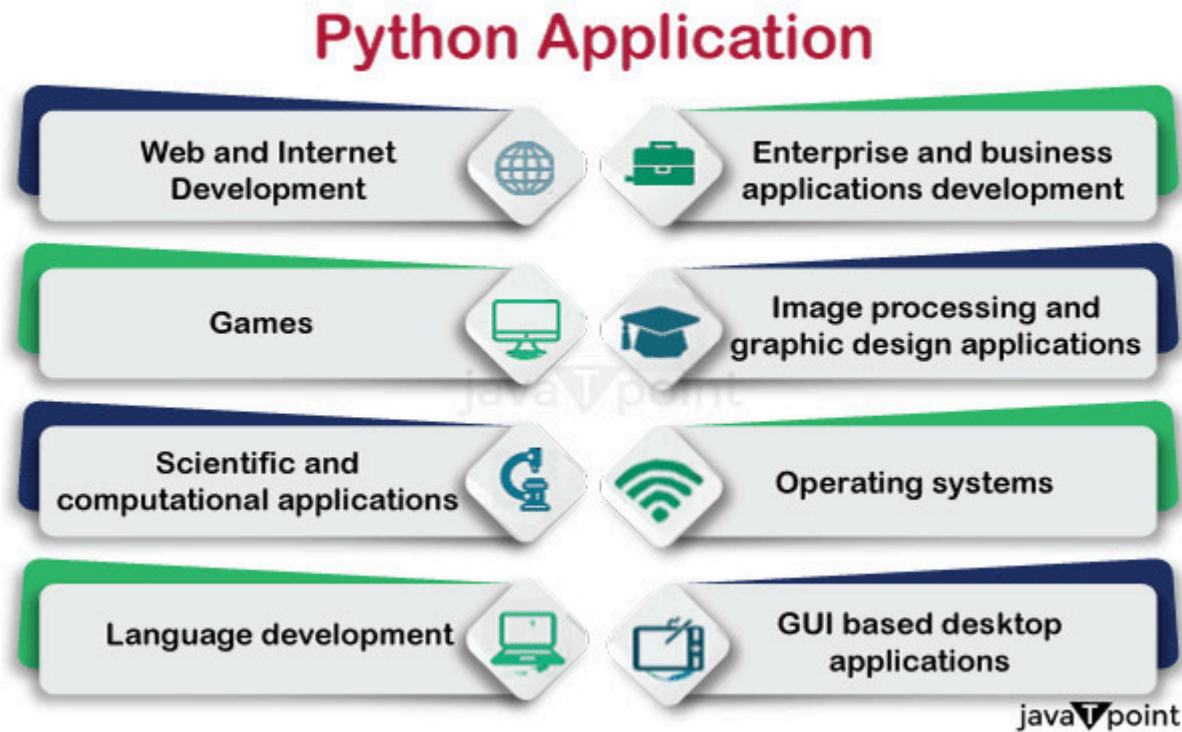 Python Application
Web and Internet
Development
Enterprise and business
applications development
Games
Image processing and
graphic design applications
javaTpoint
Scientific and
computational applications
Operating systems
Language development
GUI based desktop
applications
javaTpoint